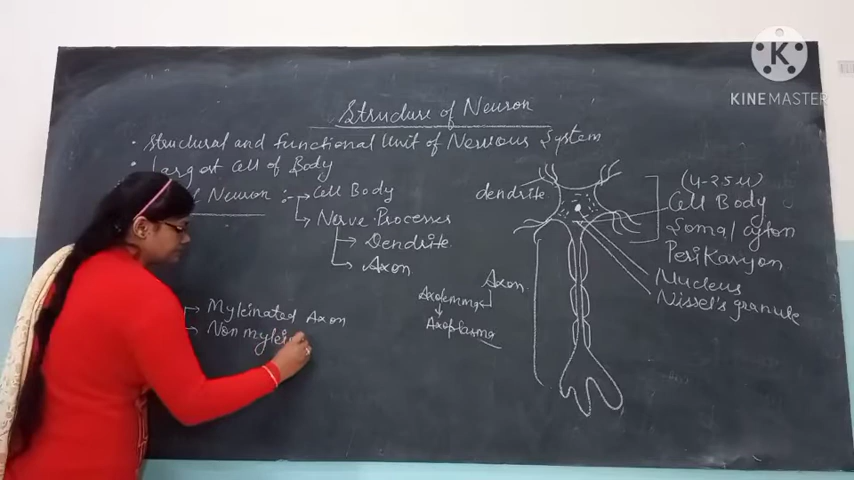 Structure of Neuron
• Structural and functional Unit of Nervous System
• Largest Cell of Body
Neuron :- → Cell Body
→ Nerve Processes
→ Dendrite
→ Axon
→ Myleinated Axon
→ Non mylei
dendrite
Axon
Axolemma
Axoplasma
(4-25µ)
Cell Body
Soma/cyton
Perikaryon
Nucleus
Nissel's granule
KINEMASTER